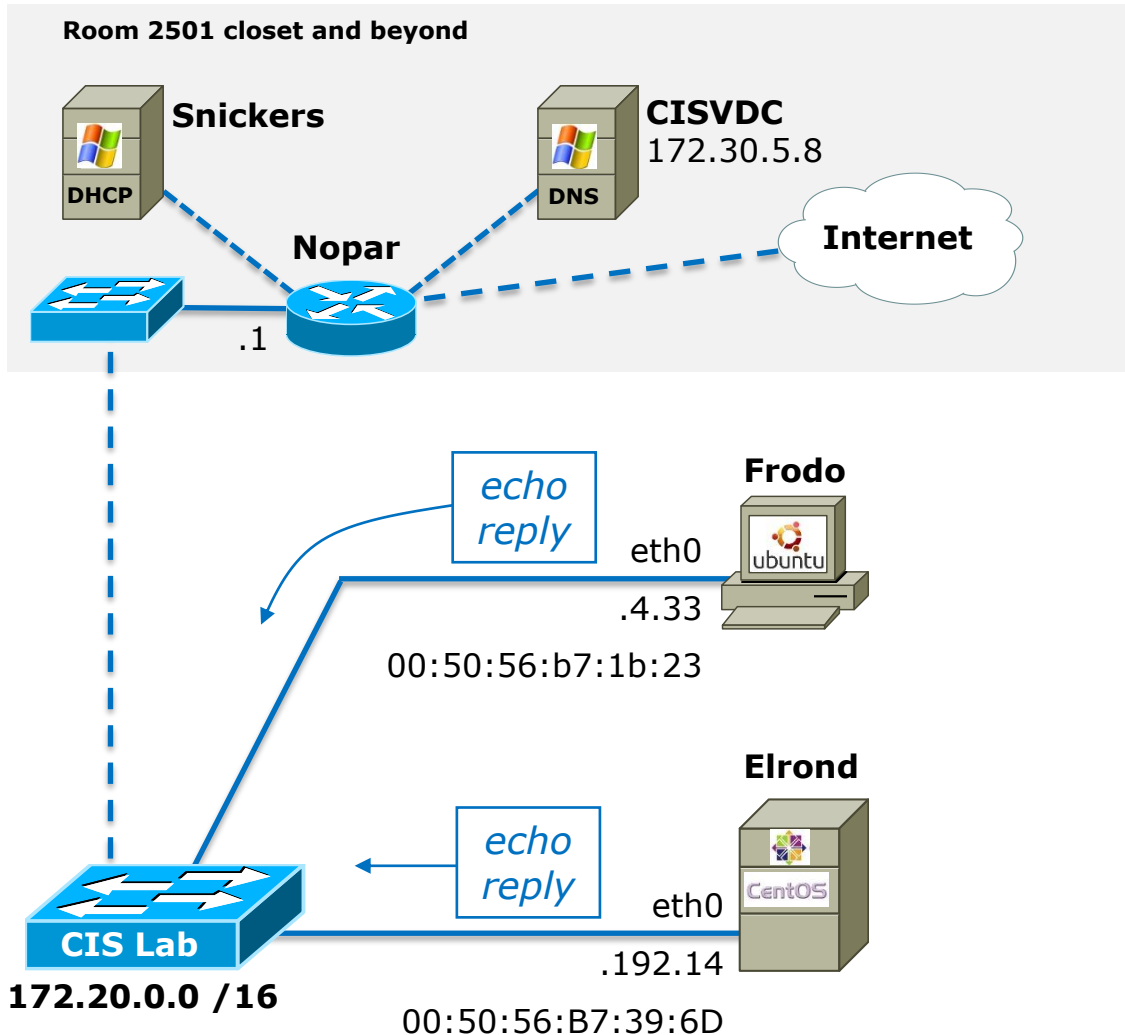 Room 2501 closet and beyond
Snickers
DHCP
CISVDC
172.30.5.8
DNS
Internet
Nopar
.1
echo
reply
Frodo
ubuntu
eth0
.4.33
00:50:56:b7:1b:23
Elrond
echo
reply
CentOS
eth0
.192.14
00:50:56:B7:39:6D
CIS Lab
172.20.0.0 /16